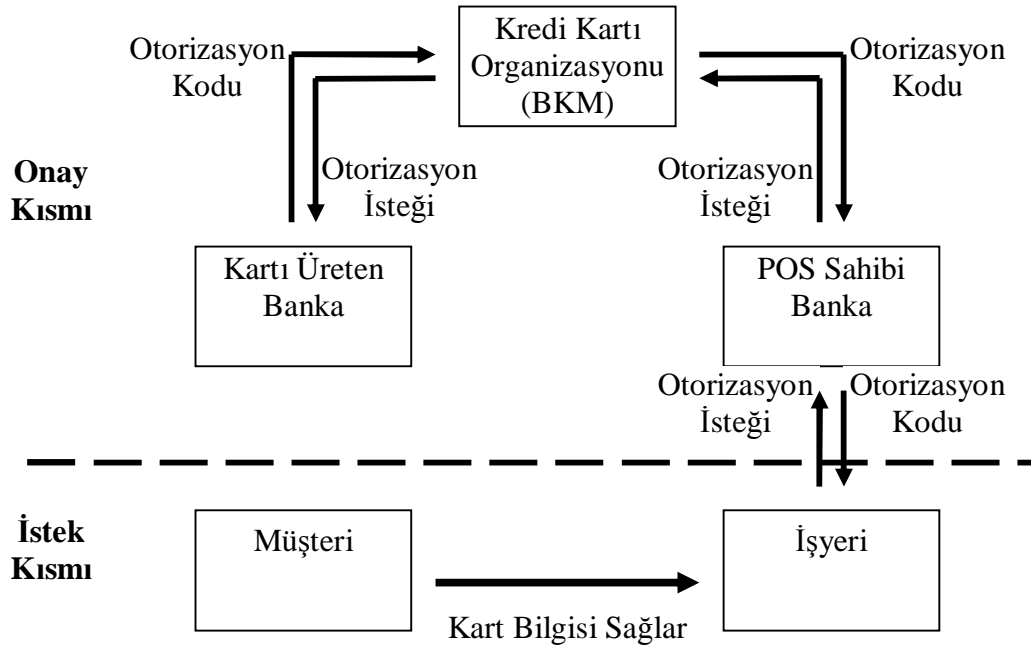 Kredi Kartı
Organizasyonu
(BKM)
Otorizasyon
Kodu
Otorizasyon
Kodu
Onay
Kısmı
Otorizasyon
İsteği
Otorizasyon
İsteği
Kartı Üreten
Banka
POS Sahibi
Banka
Otorizasyon
İsteği
Otorizasyon
Kodu
İstek
Kısmı
Müşteri
İşyeri
Kart Bilgisi Sağlar